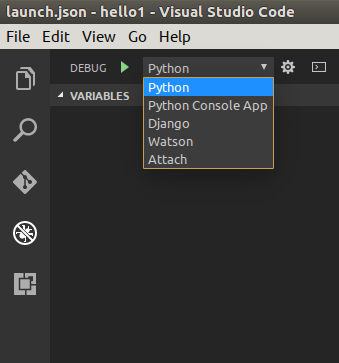 launch.json - hello1 - Visual Studio Code
File Edit View Go Help
DEBUG Python
Python
Python Console App
Django
Watson
Attach
VARIABLES